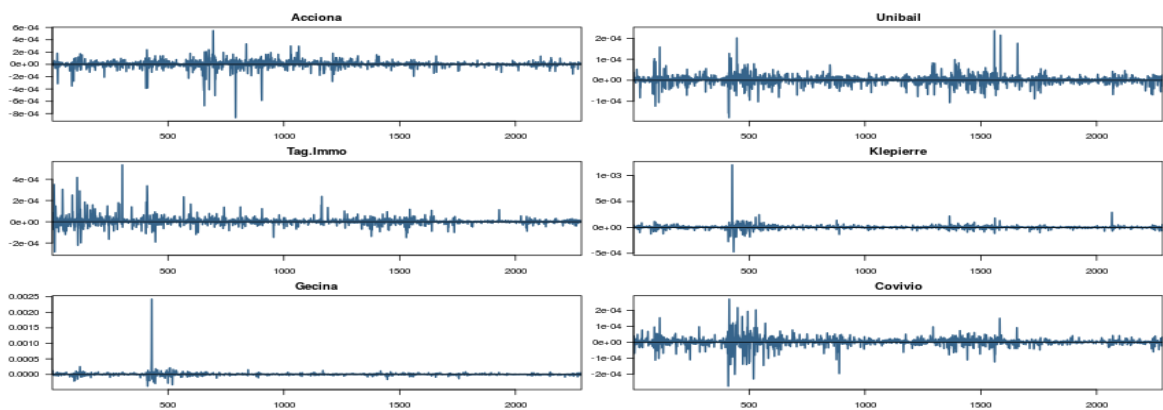 Acciona
6e-04
4e-04
2e-04
0e+00
-2e-04
-4e-04
-6e-04
-8e-04
500 1000 1500 2000
Unibail
2e-04
1e-04
0e+00
-1e-04
500 1000 1500 2000
Tag.Immo
4e-04
2e-04
0e+00
-2e-04
500 1000 1500 2000
Klepierre
1e-03
5e-04
0e+00
-5e-04
500 1000 1500 2000
Gecina
0.0025
0.0020
0.0015
0.0010
0.0005
0.0000
500 1000 1500 2000
Covivio
2e-04
1e-04
0e+00
-1e-04
-2e-04
500 1000 1500 2000